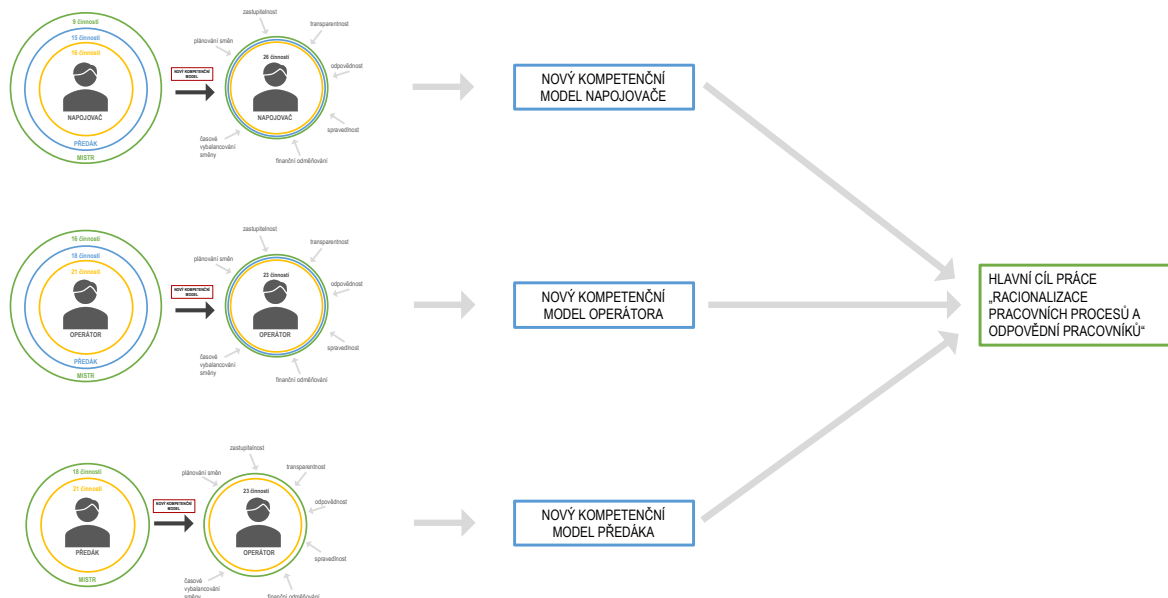 9 činností
15 činností
16 činností
NAPOJOVAČ
PŘEDÁK
MISTR
NOVÝ KOMPETENČNÍ
MODEL
zastupitelnost
transparentnost
plánování směn
odpovědnost
26 činností
NAPOJOVAČ
spravedlnost
časové
vybalancování
směny
finanční odměňování
NOVÝ KOMPETENČNÍ
MODEL NAPOJOVAČE
16 činností
18 činností
21 činností
OPERÁTOR
PŘEDÁK
MISTR
NOVÝ KOMPETENČNÍ
MODEL
zastupitelnost
transparentnost
plánování směn
odpovědnost
23 činností
OPERÁTOR
spravedlnost
časové
vybalancování
směny
finanční odměňování
NOVÝ KOMPETENČNÍ
MODEL OPERÁTORA
HLAVNÍ CÍL PRÁCE
„RACIONALIZACE
PRACOVNÍCH PROCESŮ A
ODPOVĚDNÍ PRACOVNÍKŮ“
18 činností
21 činností
PŘEDÁK
MISTR
NOVÝ KOMPETENČNÍ
MODEL
zastupitelnost
transparentnost
plánování směn
odpovědnost
23 činností
OPERÁTOR
spravedlnost
časové
vybalancování
směny
finanční odměňování
NOVÝ KOMPETENČNÍ
MODEL PŘEDÁKA